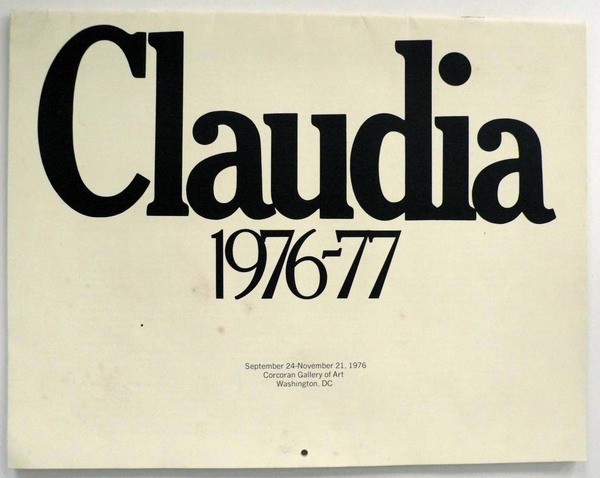 Claudia
1976-77
September 24-November 21, 1976
Corcoran Gallery of Art
Washington, DC